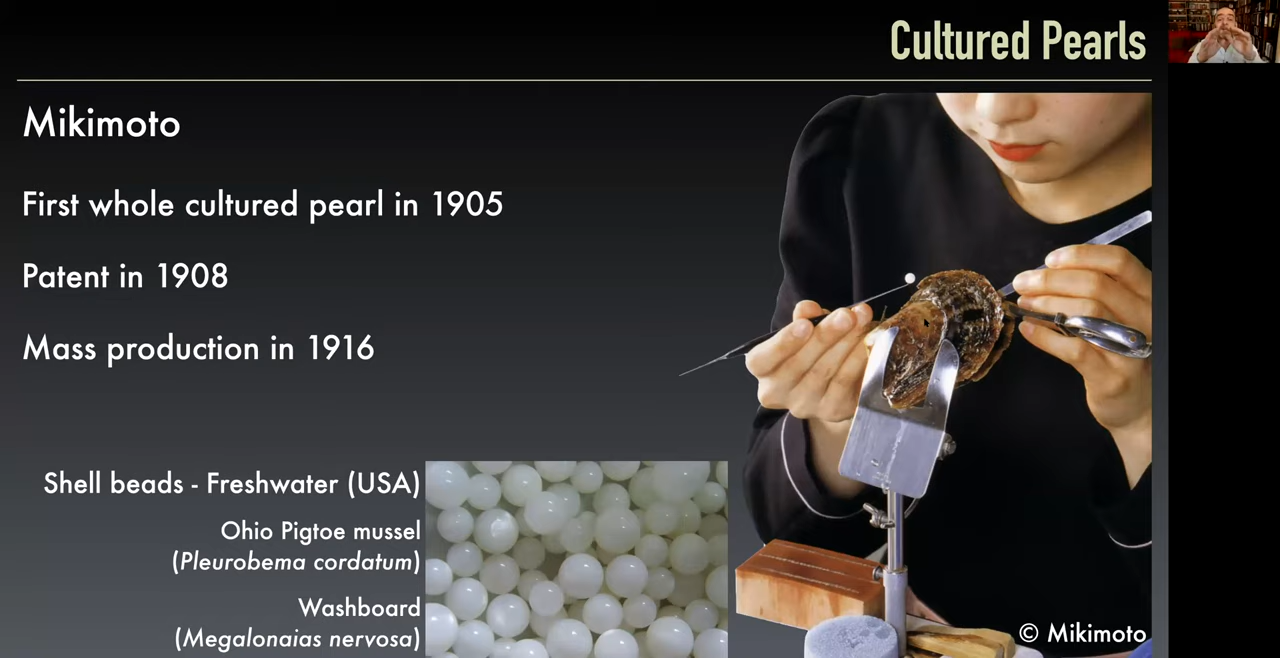 Cultured Pearls
Mikimoto
First whole cultured pearl in 1905
Patent in 1908
Mass production in 1916
Shell beads - Freshwater (USA)
Ohio Pigtoe mussel
(Pleurobema cordatum)
Washboard
(Megalonaias nervosa)
© Mikimoto